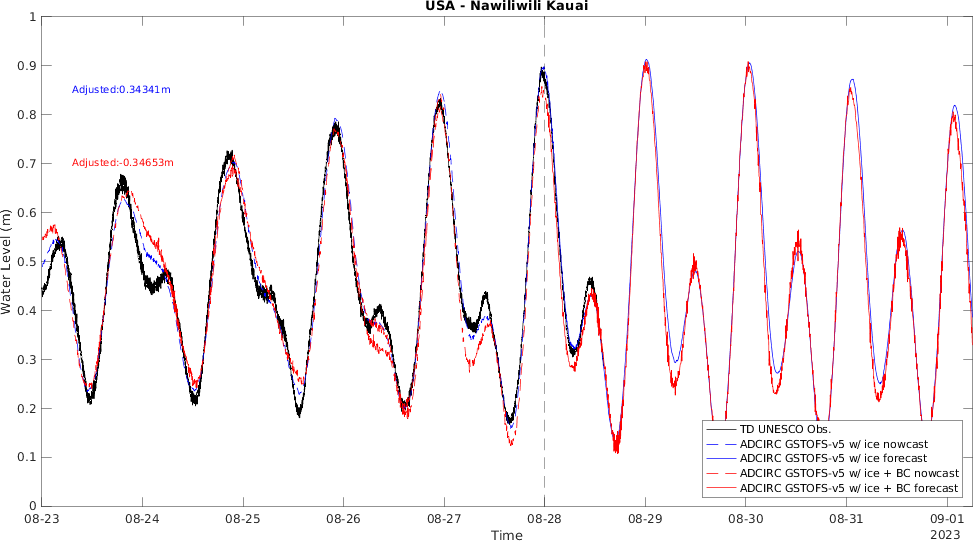 USA - Nawiliwili Kauai
1
0.9
0.8
0.7
0.6
0.5
0.4
0.3
0.2
0.1
0
Water Level (m)
Adjusted:0.34341m
Adjusted:-0.34653m
TD UNESCO Obs.
ADCIRC GSTOFS-v5 w/ ice nowcast
ADCIRC GSTOFS-v5 w/ ice forecast
ADCIRC GSTOFS-v5 w/ ice + BC nowcast
ADCIRC GSTOFS-v5 w/ ice + BC forecast
08-23 08-24 08-25 08-26 08-27 08-28 08-29 08-30 08-31 09-01
Time
2023